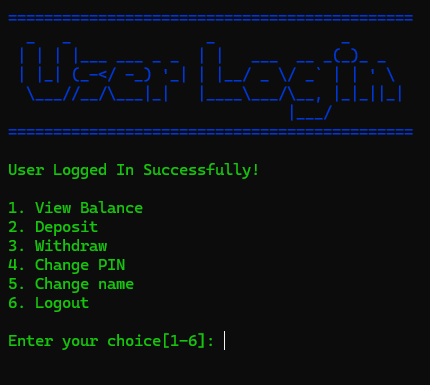 User Login
User Logged In Successfully!
1. View Balance
2. Deposit
3. Withdraw
4. Change PIN
5. Change name
6. Logout
Enter your choice[1-6]: